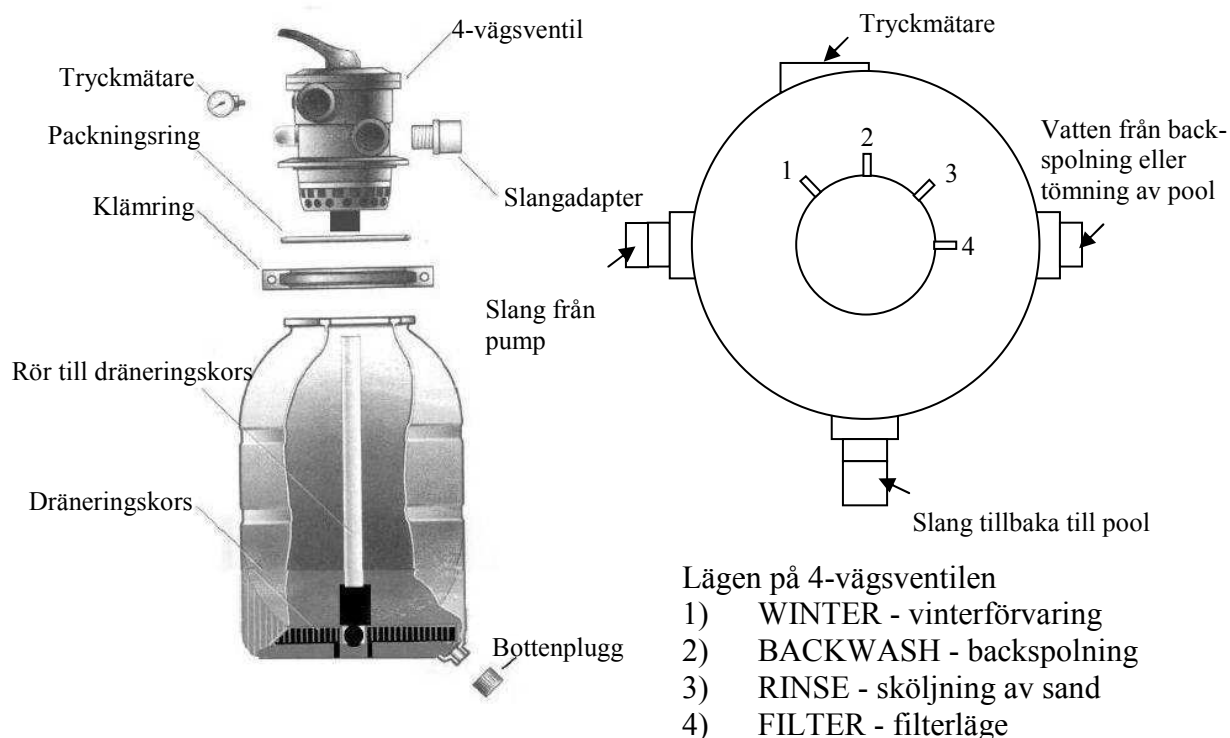 4-vägsventil
Tryckmätare
Packningsring
Klämring
Slangadapter
Rör till dräneringskors
Dräneringskors
Bottenplugg
Tryckmätare
1
2
3
4
Vatten från back-
spolning eller
tömning av pool
Slang från
pump
Slang tillbaka till pool
Lägen på 4-vägsventilen
1) WINTER - vinterförvaring
2) BACKWASH - backspolning
3) RINSE - sköljning av sand
4) FILTER - filterläge